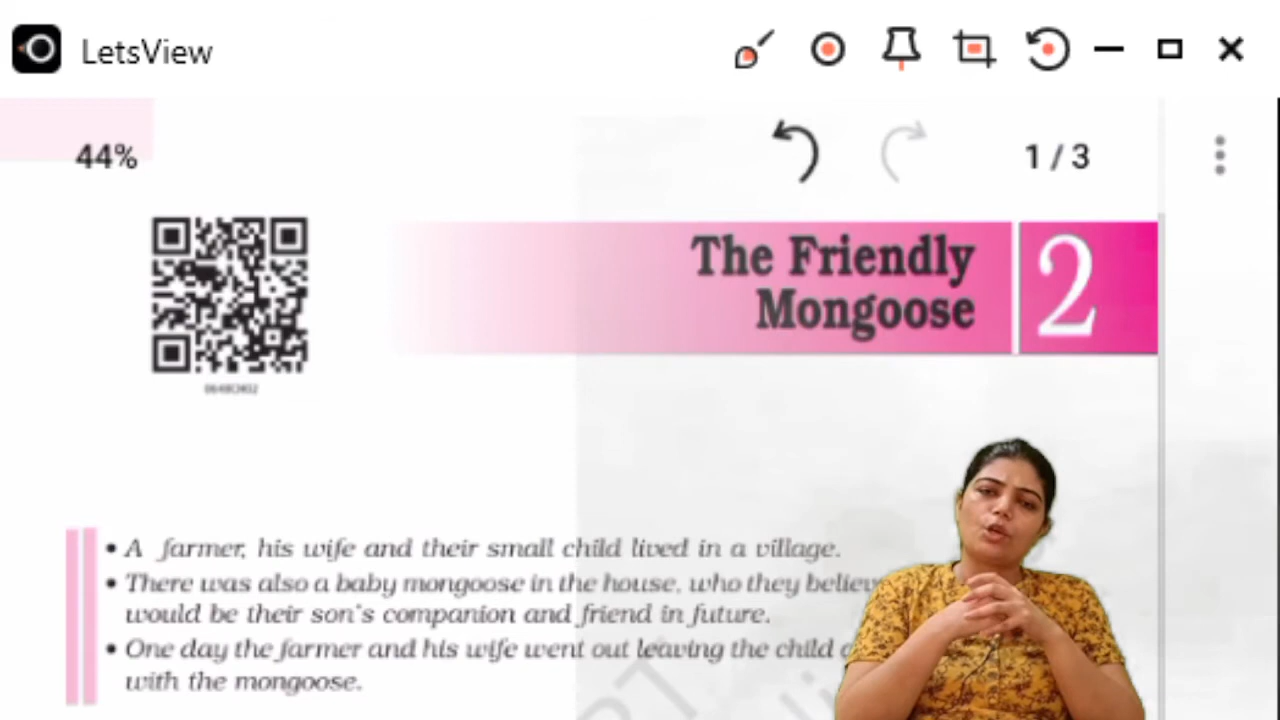 LetsView
44%
1 / 3
The Friendly
Mongoose
2
• A farmer, his wife and their small child lived in a village.
• There was also a baby mongoose in the house, who they believ
would be their son's companion and friend in future.
• One day the farmer and his wife went out leaving the child
with the mongoose.